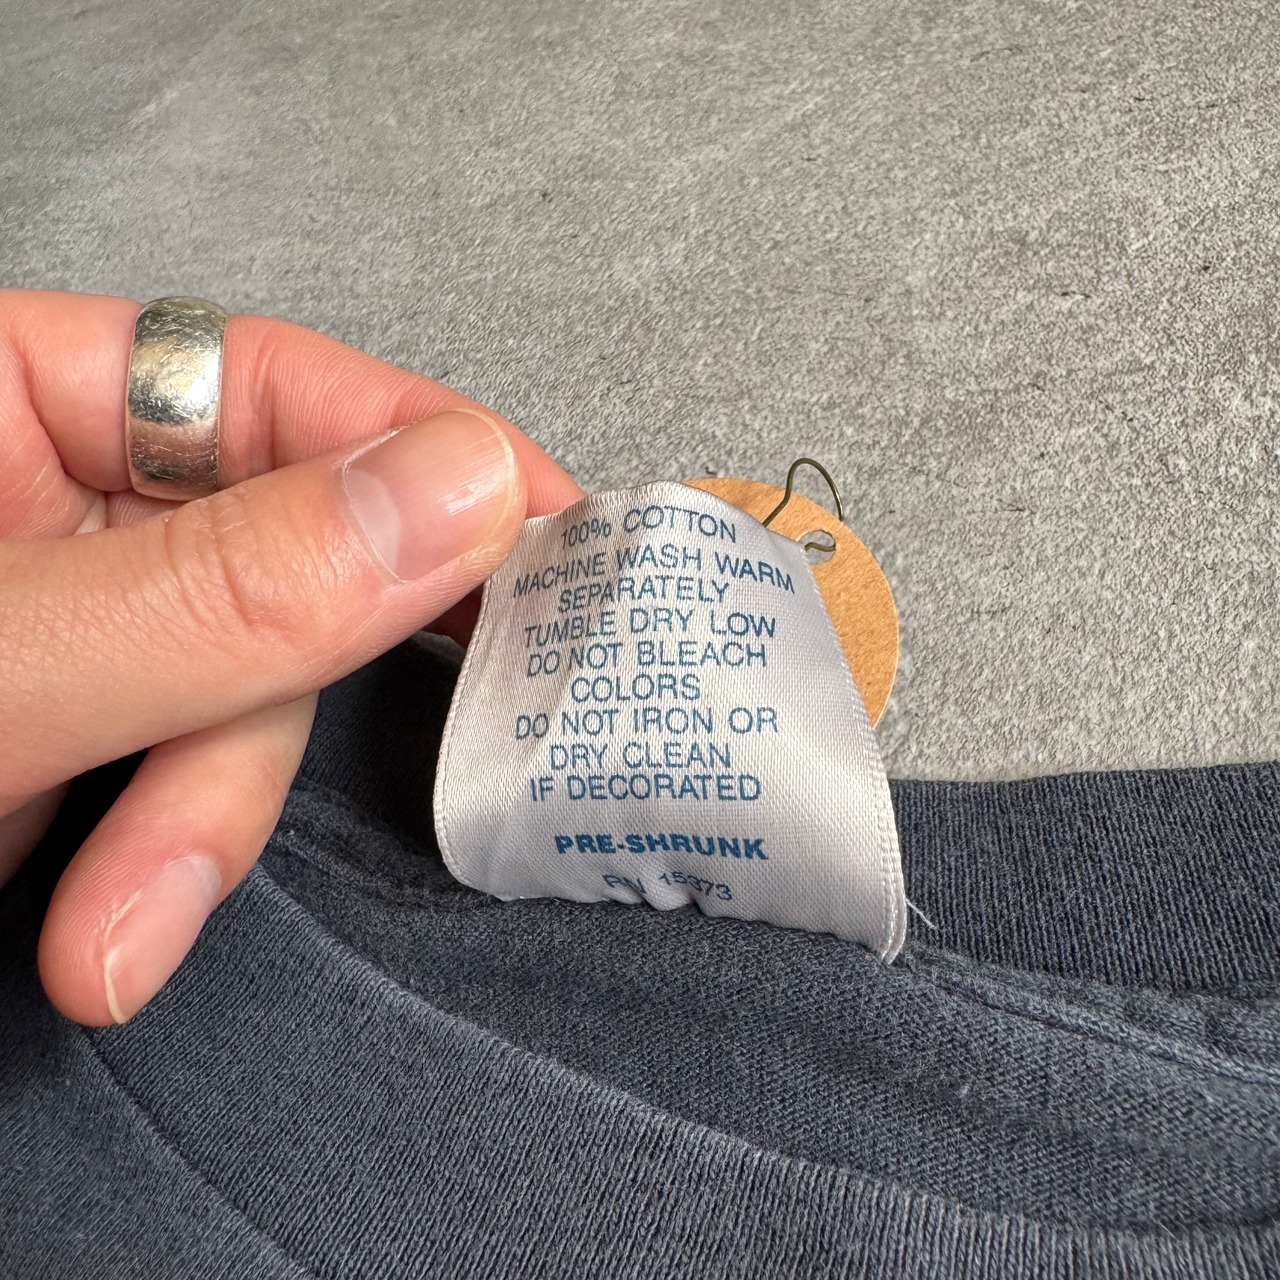 100% COTTON
MACHINE WASH WARM
SEPARATELY
TUMBLE DRY LOW
DO NOT BLEACH
COLORS
DO NOT IRON OR
DRY CLEAN
IF DECORATED
PRE-SHRUNK
RN 15373